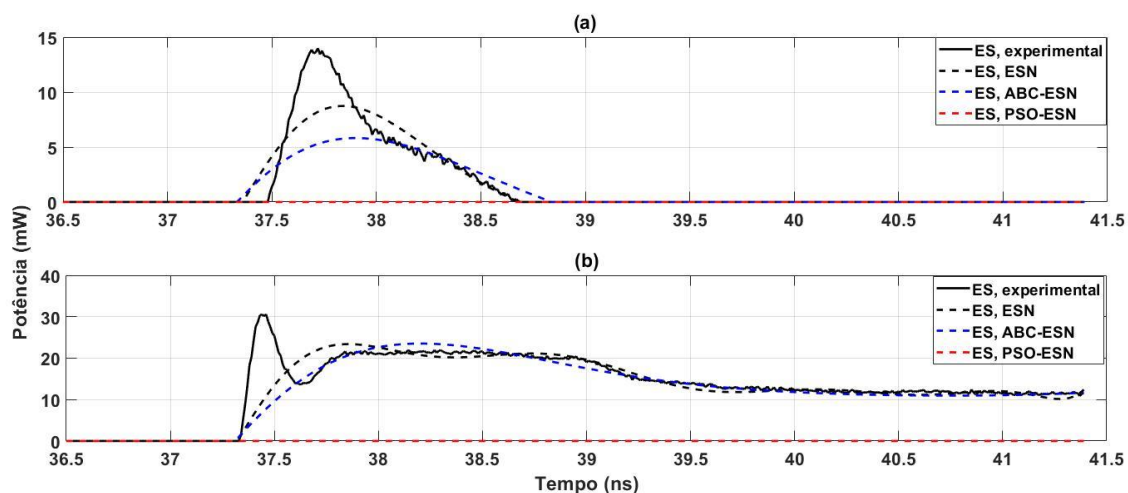 (a)
15
10
5
0
ES, experimental
ES, ESN
ES, ABC-ESN
ES, PSO-ESN
36.5 37 37.5 38 38.5 39 39.5 40 40.5 41 41.5
Potência (mW)
(b)
40
30
20
10
0
ES, experimental
ES, ESN
ES, ABC-ESN
ES, PSO-ESN
36.5 37 37.5 38 38.5 39 39.5 40 40.5 41 41.5
Tempo (ns)